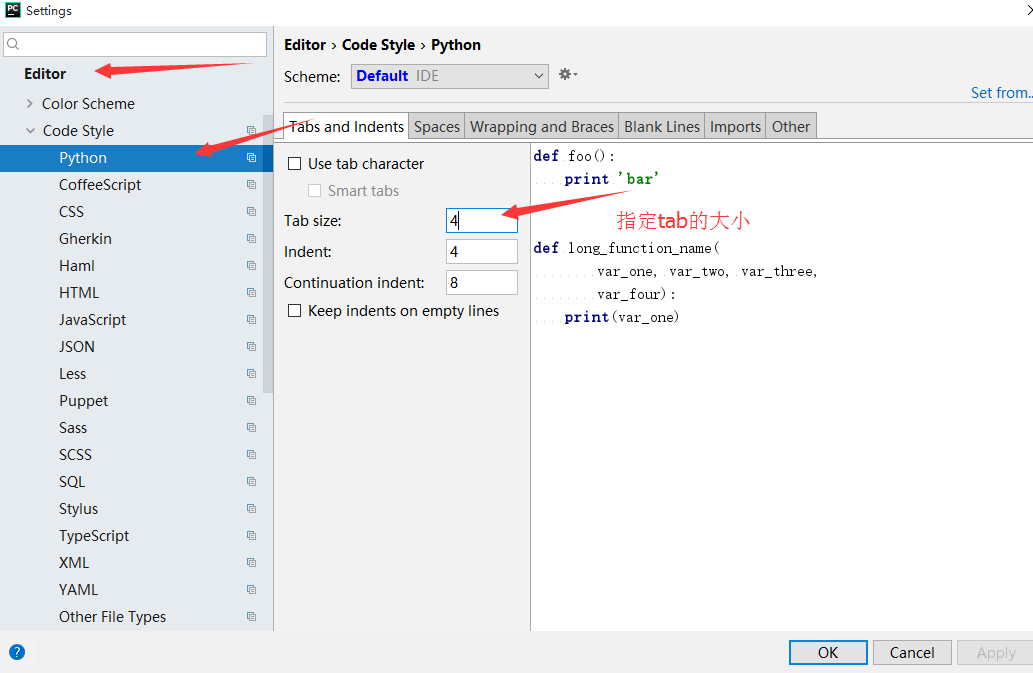 PC Settings
Editor
Color Scheme
Code Style
Python
CoffeeScript
CSS
Gherkin
Haml
HTML
JavaScript
JSON
Less
Puppet
Sass
SCSS
SQL
Stylus
TypeScript
XML
YAML
Other File Types
Editor › Code Style › Python
Scheme: Default IDE
Set from..
Tabs and Indents Spaces Wrapping and Braces Blank Lines Imports Other
Use tab character
Smart tabs
Tab size: 4
Indent: 4
Continuation indent: 8
Keep indents on empty lines
def foo():
    print 'bar'
指定tab的大小
def long_function_name(
        var_one, var_two, var_three,
        var_four):
    print(var_one)
? OK Cancel Apply